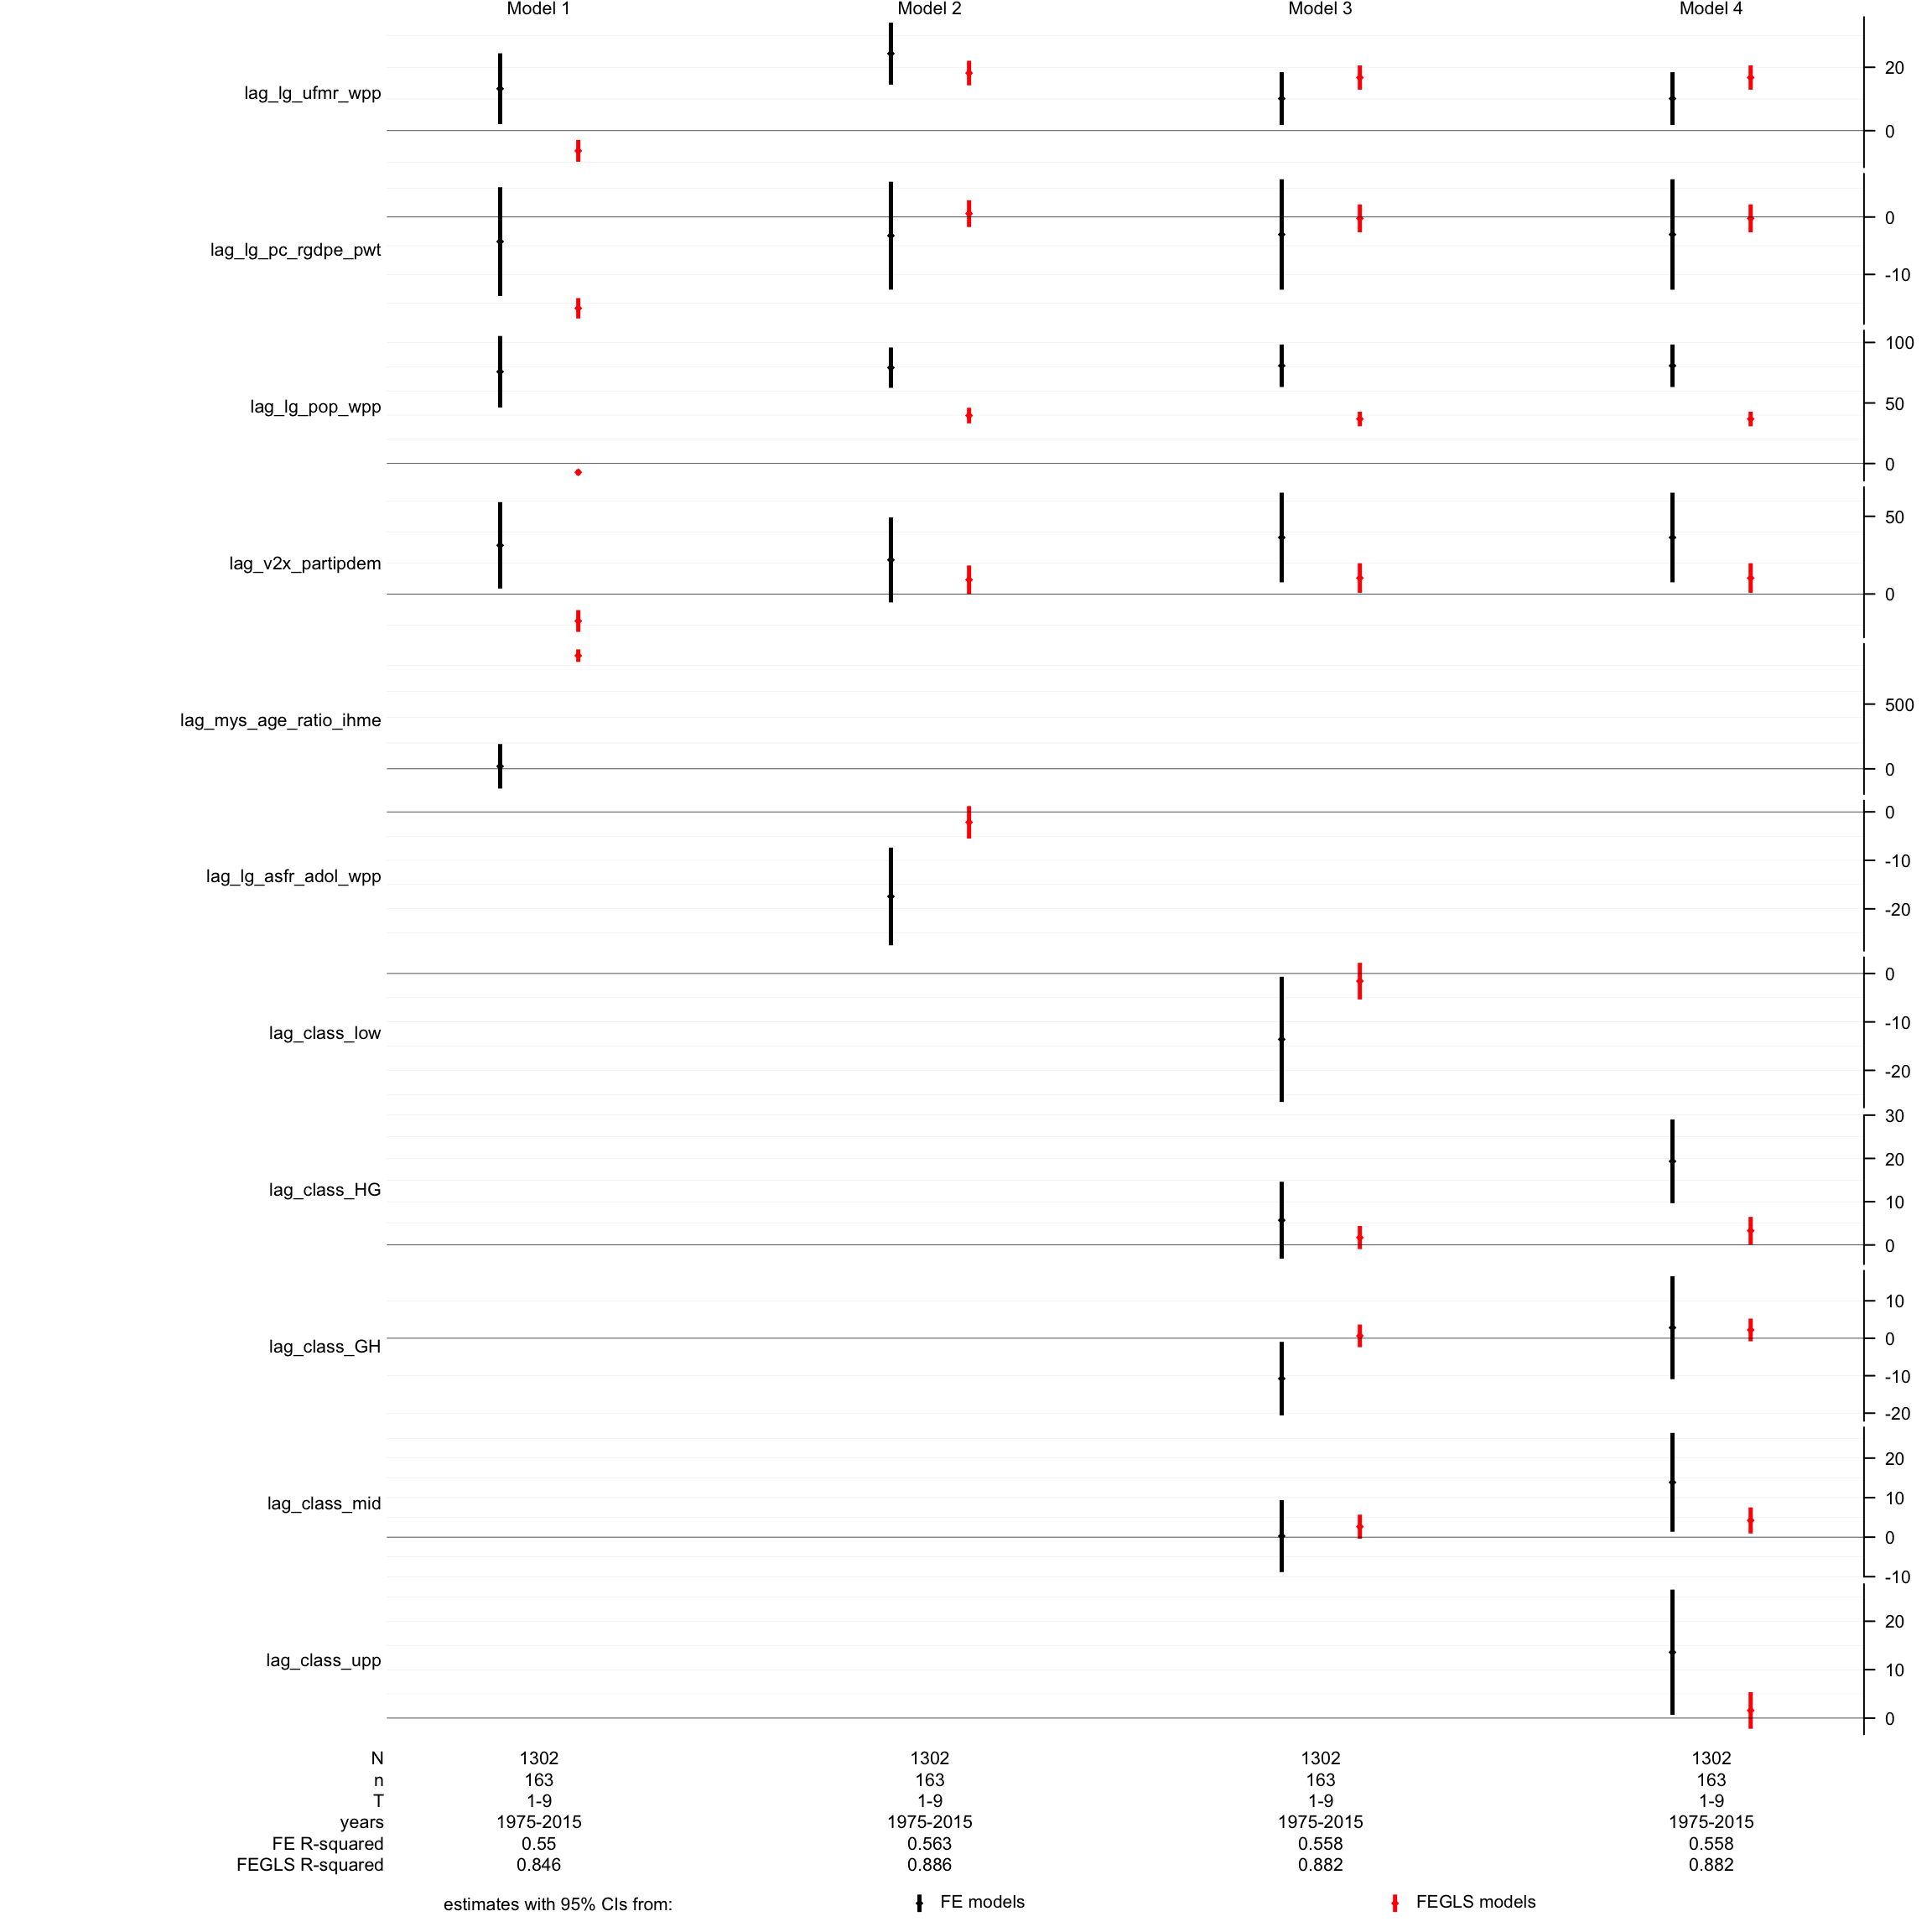 Model 1 Model 2 Model 3 Model 4
lag_lg_ufmr_wpp
20
0
lag_lg_pc_rgdpe_pwt
0
-10
lag_lg_pop_wpp
100
50
0
lag_v2x_partipdem
50
0
lag_mys_age_ratio_ihme
500
0
lag_lg_asfr_adol_wpp
0
-10
-20
lag_class_low
0
-10
-20
lag_class_HG
30
20
10
0
lag_class_GH
10
0
-10
-20
lag_class_mid
20
10
0
-10
lag_class_upp
20
10
0
N 1302 1302 1302 1302
n 163 163 163 163
T 1-9 1-9 1-9 1-9
years 1975-2015 1975-2015 1975-2015 1975-2015
FE R-squared 0.55 0.563 0.558 0.558
FEGLS R-squared 0.846 0.886 0.882 0.882
estimates with 95% CIs from: FE models FEGLS models